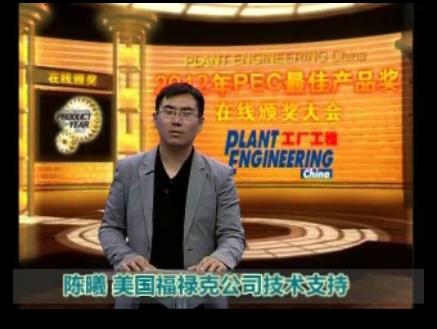 PLANT ENGINEERING China
在线颁奖
2012年PEC最佳产品奖
在线颁奖大会
PRODUCT
YEAR
PLANT 工厂工程
ENGINEERING
China
陈曦 美国福禄克公司技术支持